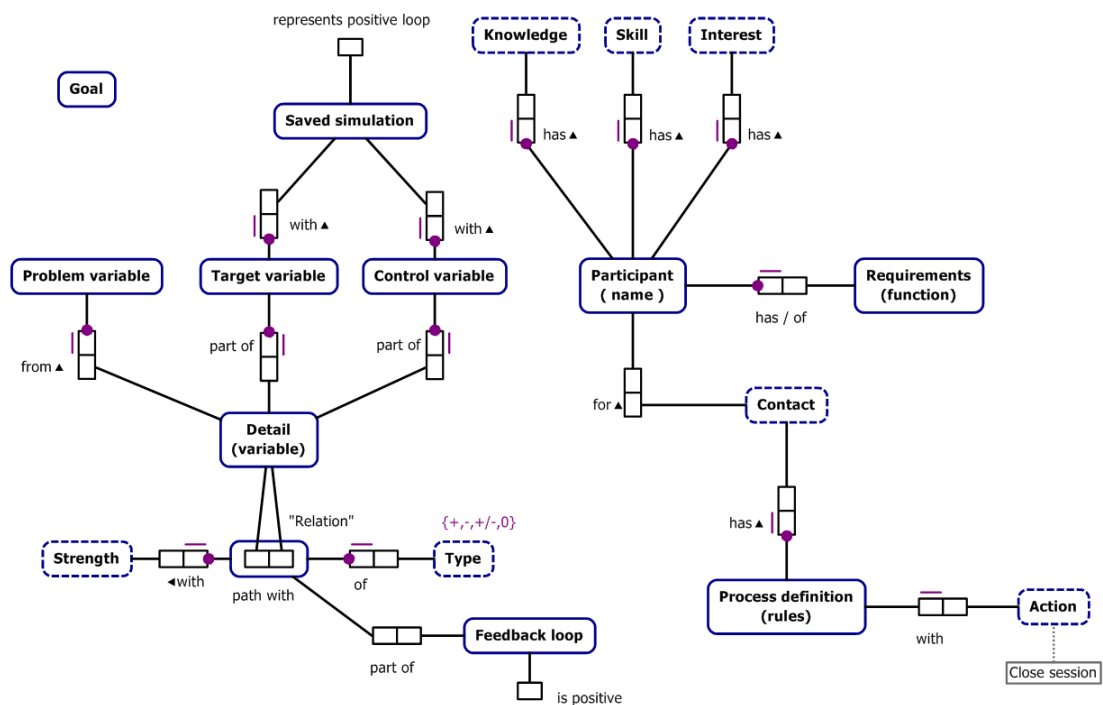 represents positive loop
Knowledge
Skill
Interest
Goal
Saved simulation
has▲
has▲
has▲
with▲
with▲
Problem variable
Target variable
Control variable
Participant
( name )
Requirements
(function)
has / of
from▲
part of
part of
for▲
Contact
Detail
(variable)
"Relation"
{+,-,+/-,0}
has▲
Strength
Type
◄with
path with
of
Process definition
(rules)
Action
with
Feedback loop
part of
Close session
is positive